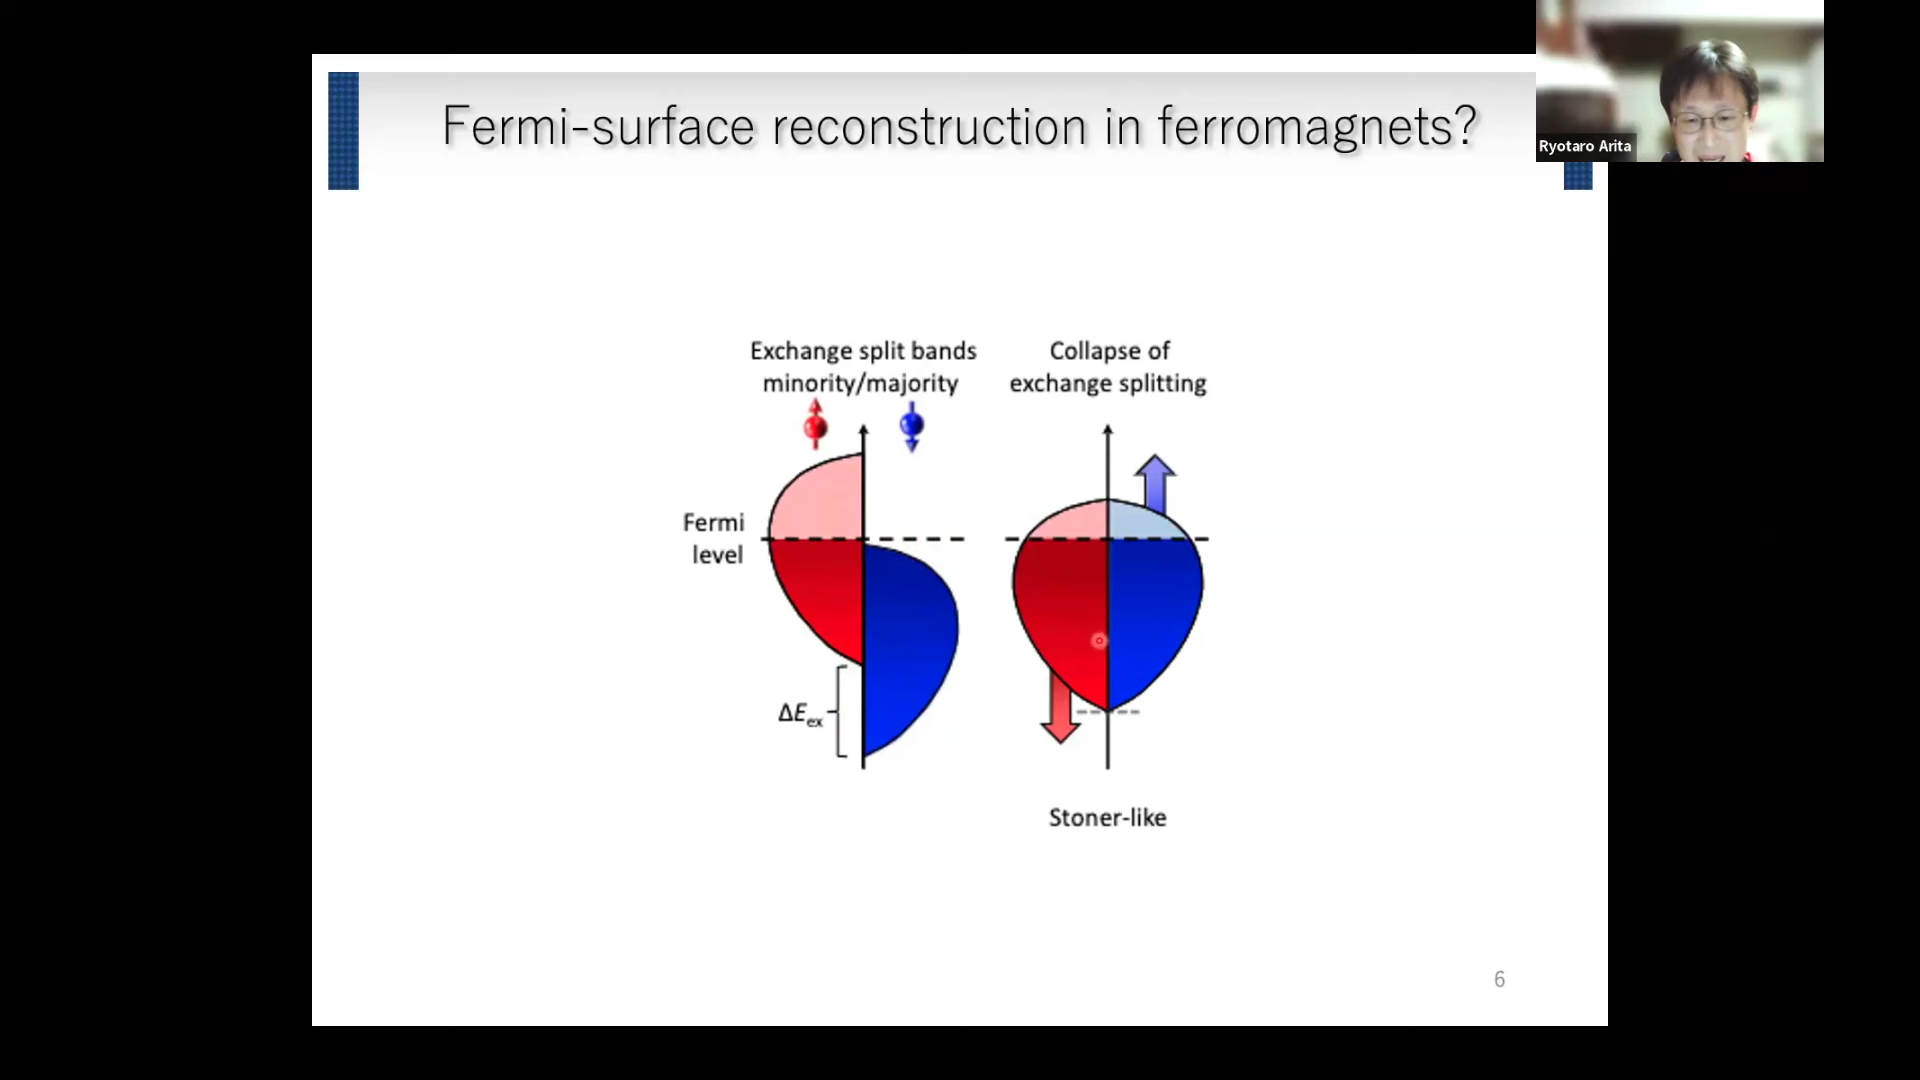 Fermi-surface reconstruction in ferromagnets?
Ryotaro Arita
Exchange split bands
minority/majority
Collapse of
exchange splitting
Fermi
level
ΔEex
Stoner-like
6